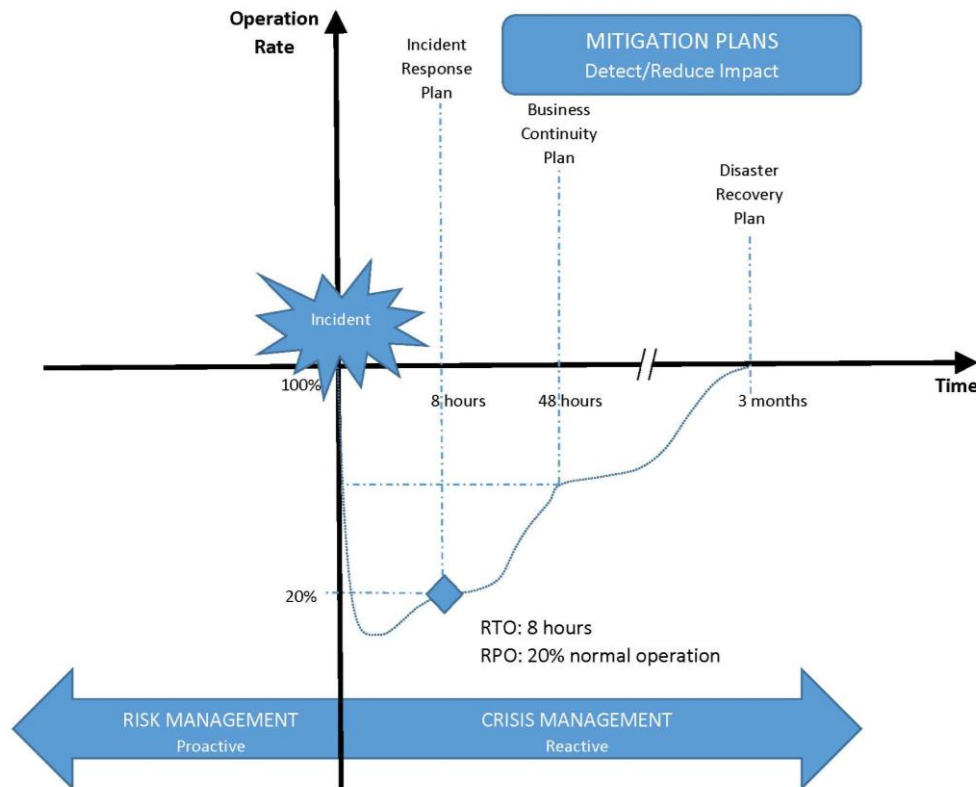 Operation
Rate
Incident
Response
Plan
MITIGATION PLANS
Detect/Reduce Impact
Business
Continuity
Plan
Disaster
Recovery
Plan
Incident
100%
8 hours
48 hours
3 months
Time
20%
RTO: 8 hours
RPO: 20% normal operation
RISK MANAGEMENT
Proactive
CRISIS MANAGEMENT
Reactive